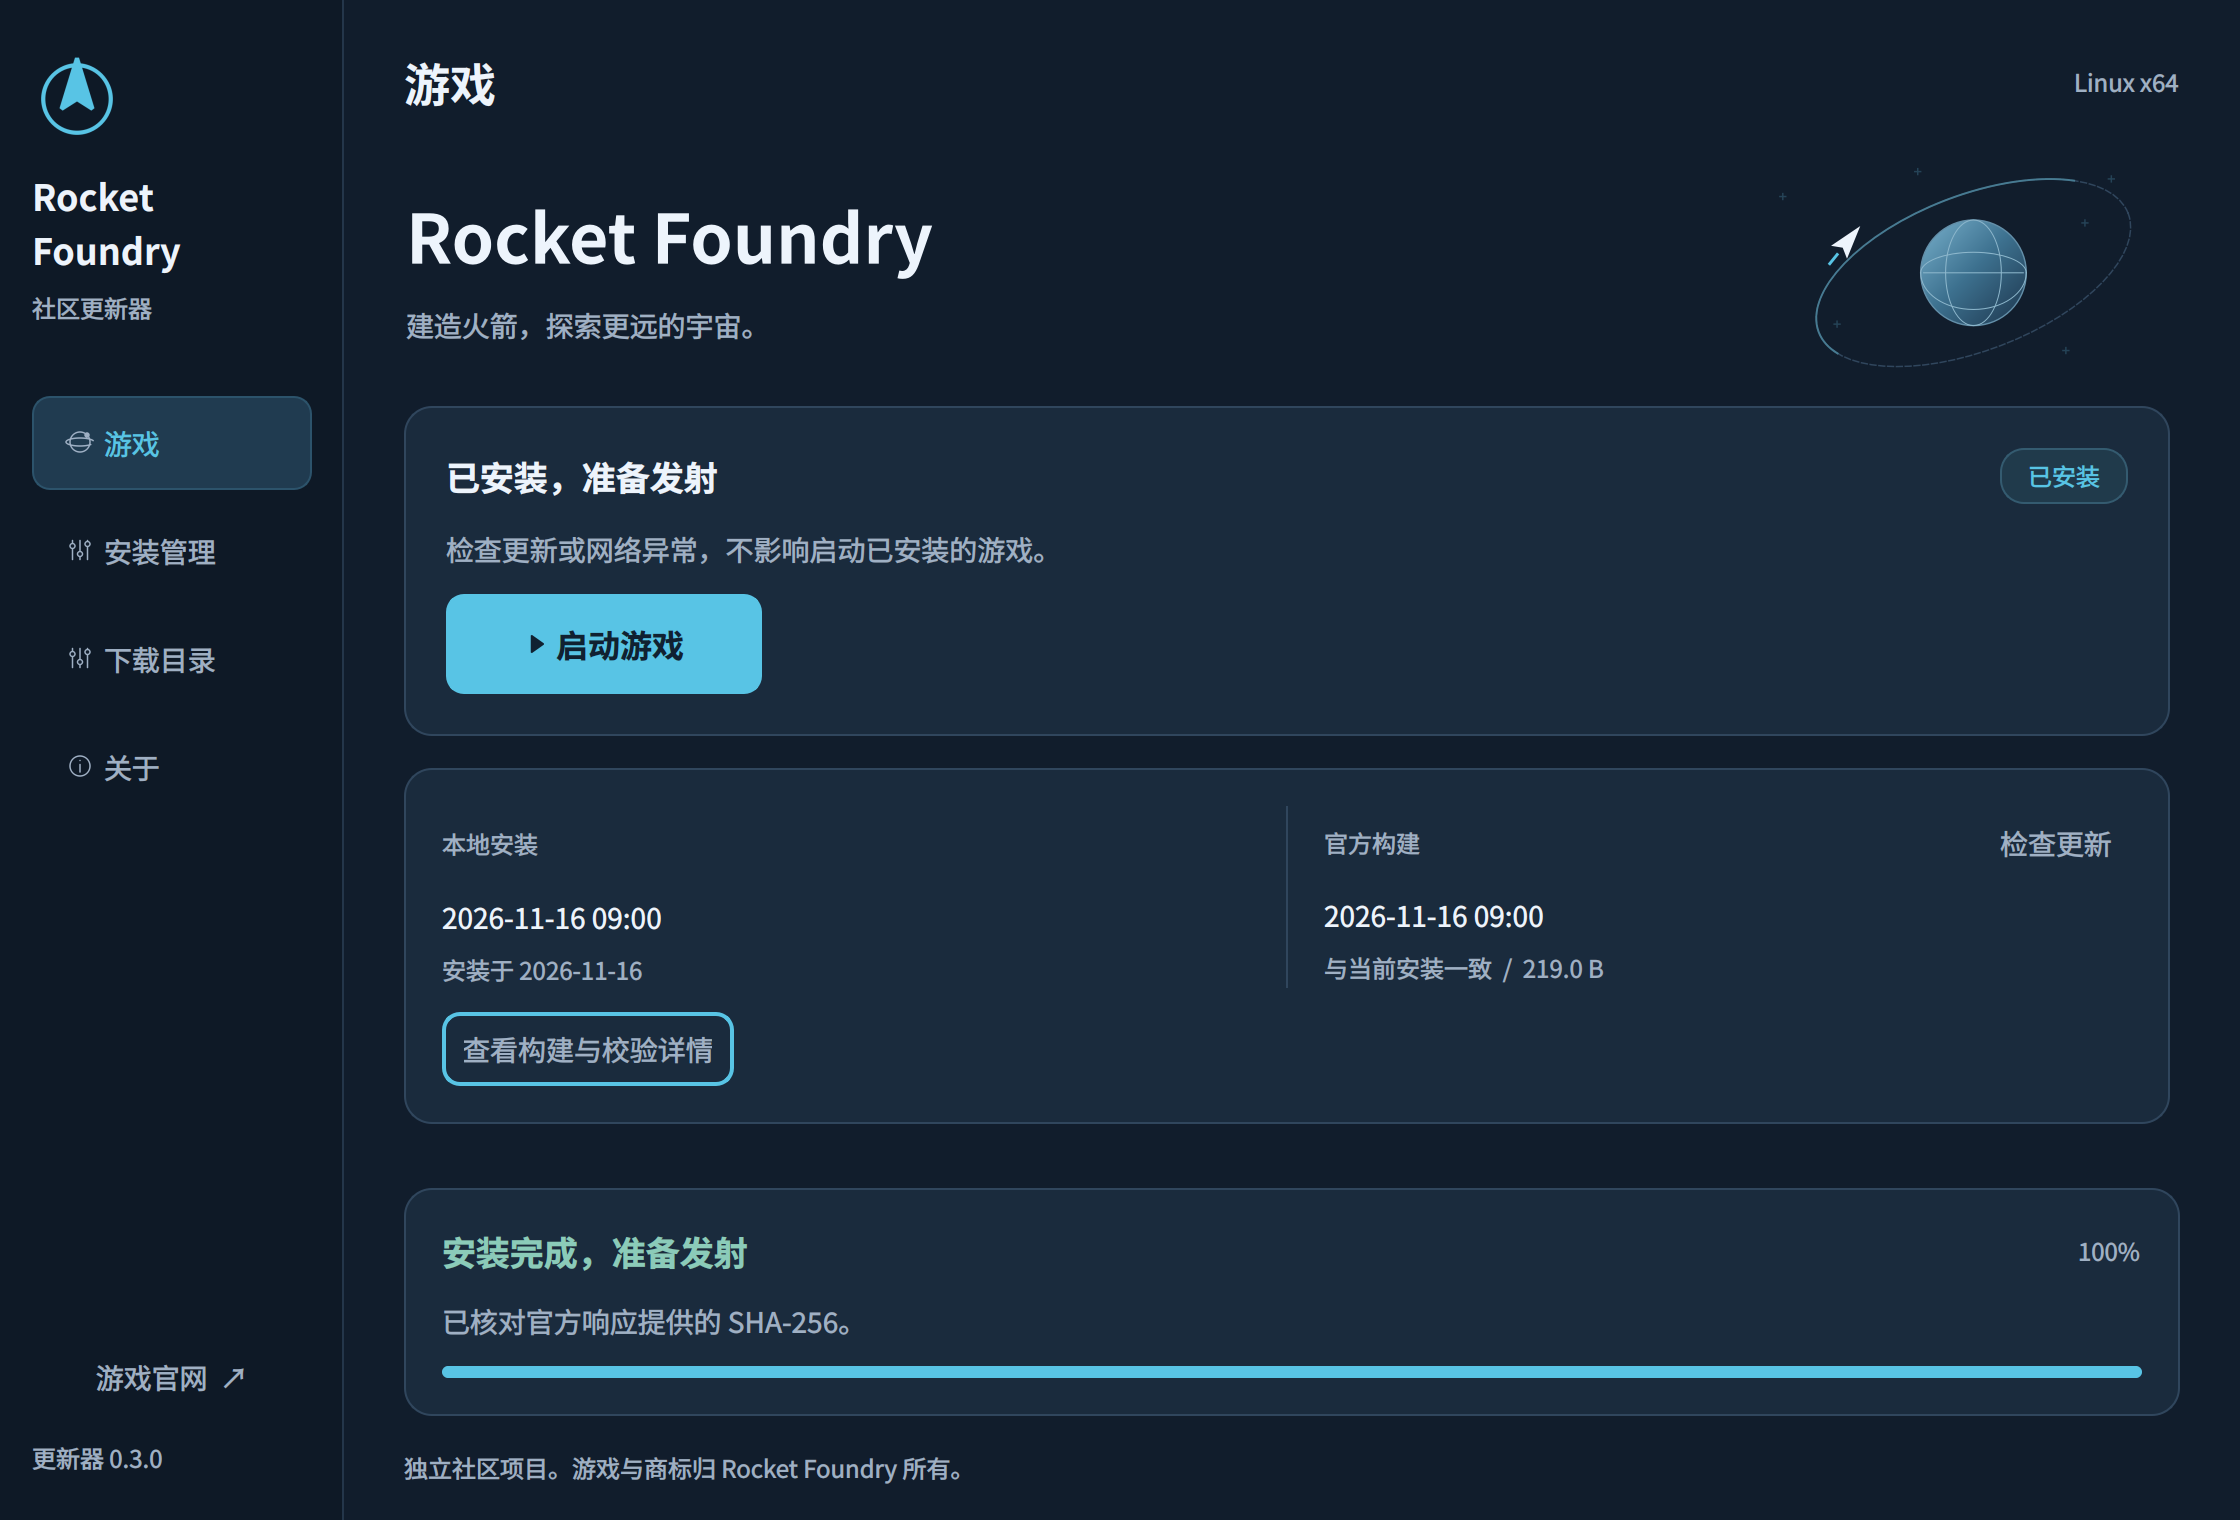 Rocket
Foundry
社区更新器
游戏
安装管理
下载目录
关于
游戏官网 ↗
更新器 0.3.0
游戏
Linux x64
Rocket Foundry
建造火箭，探索更远的宇宙。
已安装，准备发射
已安装
检查更新或网络异常，不影响启动已安装的游戏。
启动游戏
本地安装
2026-11-16 09:00
安装于 2026-11-16
查看构建与校验详情
官方构建
检查更新
2026-11-16 09:00
与当前安装一致 / 219.0 B
安装完成，准备发射
100%
已核对官方响应提供的 SHA-256。
独立社区项目。游戏与商标归 Rocket Foundry 所有。